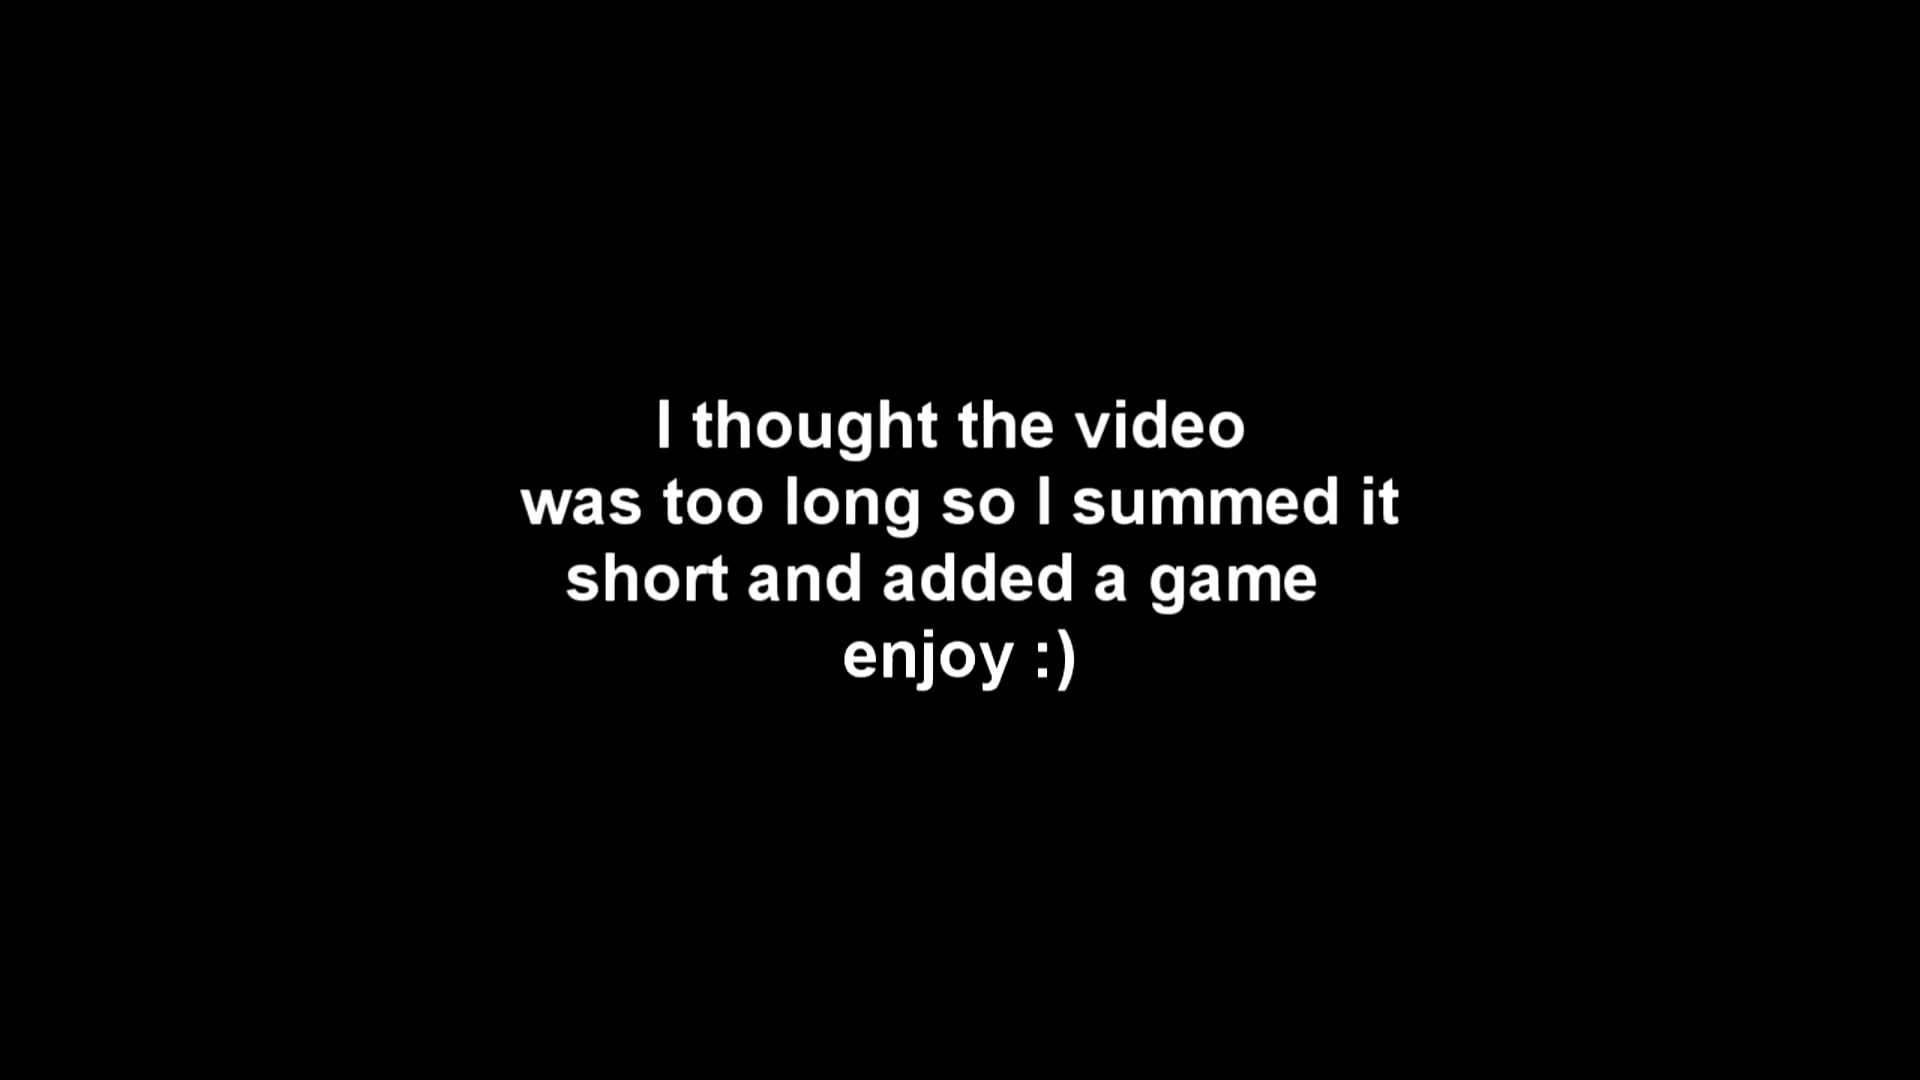 I thought the video
was too long so I summed it
short and added a game
enjoy :)